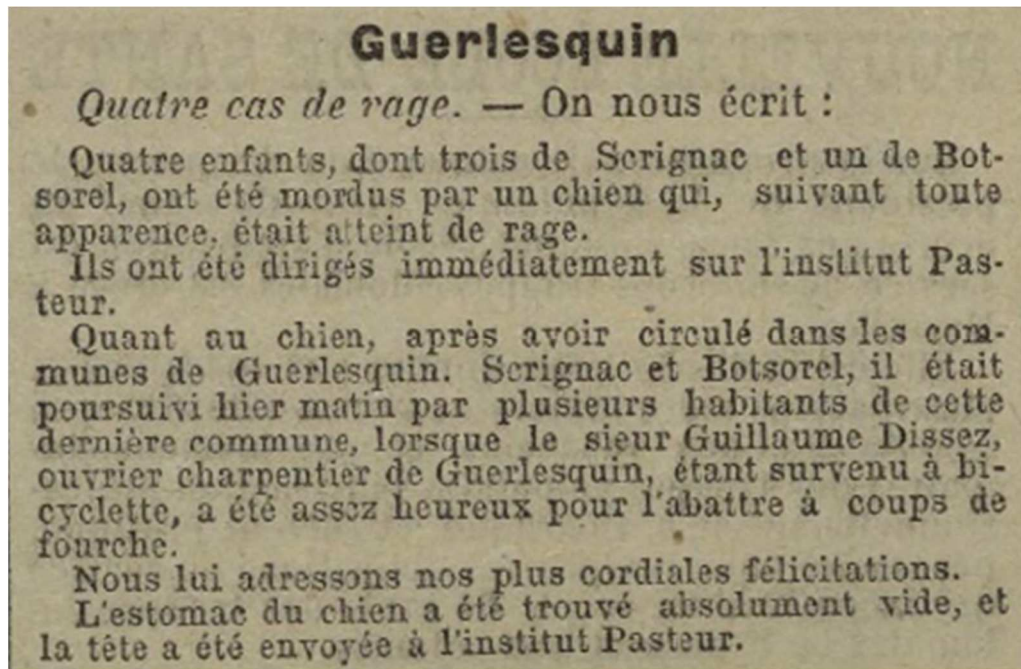 Guerlesquin
Quatre cas de rage. — On nous écrit :
Quatre enfants, dont trois de Scrignac et un de Bot-
sorel, ont été mordus par un chien qui, suivant toute
apparence, était atteint de rage.
Ils ont été dirigés immédiatement sur l'institut Pas-
teur.
Quant au chien, après avoir circulé dans les com-
munes de Guerlesquin. Scrignac et Botsorel, il était
poursuivi hier matin par plusieurs habitants de cette
dernière commune, lorsque le sieur Guillaume Dissez,
ouvrier charpentier de Guerlesquin, étant survenu à bi-
cyclette, a été assez heureux pour l'abattre à coups de
fourche.
Nous lui adressons nos plus cordiales félicitations.
L'estomac du chien a été trouvé absolument vide, et
la tête a été envoyée à l'institut Pasteur.